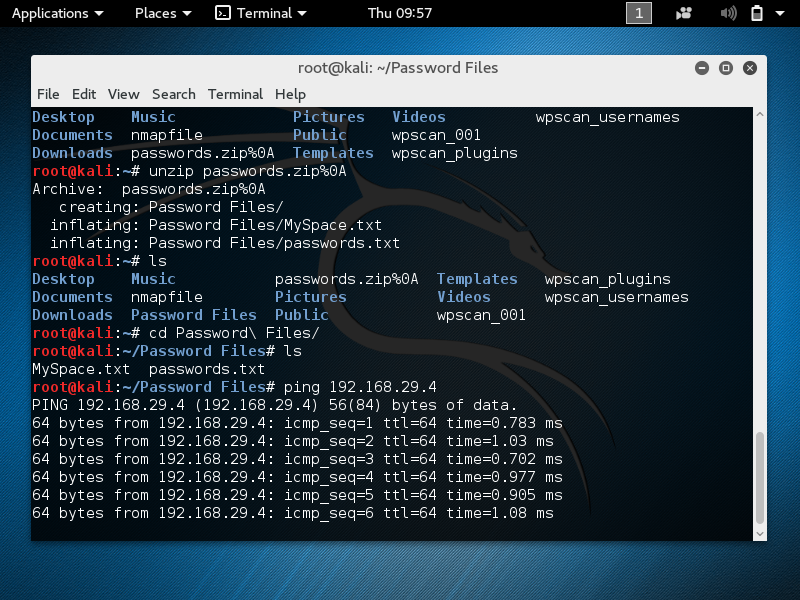 Applications Places Terminal Thu 09:57 1
root@kali: ~/Password Files
File Edit View Search Terminal Help
Desktop Music Pictures Videos wpscan_usernames
Documents nmapfile Public wpscan_001
Downloads passwords.zip%0A Templates wpscan_plugins
root@kali:~# unzip passwords.zip%0A
Archive: passwords.zip%0A
creating: Password Files/
inflating: Password Files/MySpace.txt
inflating: Password Files/passwords.txt
root@kali:~# ls
Desktop Music passwords.zip%0A Templates wpscan_plugins
Documents nmapfile Pictures Videos wpscan_usernames
Downloads Password Files Public wpscan_001
root@kali:~# cd Password\ Files/
root@kali:~/Password Files# ls
MySpace.txt passwords.txt
root@kali:~/Password Files# ping 192.168.29.4
PING 192.168.29.4 (192.168.29.4) 56(84) bytes of data.
64 bytes from 192.168.29.4: icmp_seq=1 ttl=64 time=0.783 ms
64 bytes from 192.168.29.4: icmp_seq=2 ttl=64 time=1.03 ms
64 bytes from 192.168.29.4: icmp_seq=3 ttl=64 time=0.702 ms
64 bytes from 192.168.29.4: icmp_seq=4 ttl=64 time=0.977 ms
64 bytes from 192.168.29.4: icmp_seq=5 ttl=64 time=0.905 ms
64 bytes from 192.168.29.4: icmp_seq=6 ttl=64 time=1.08 ms